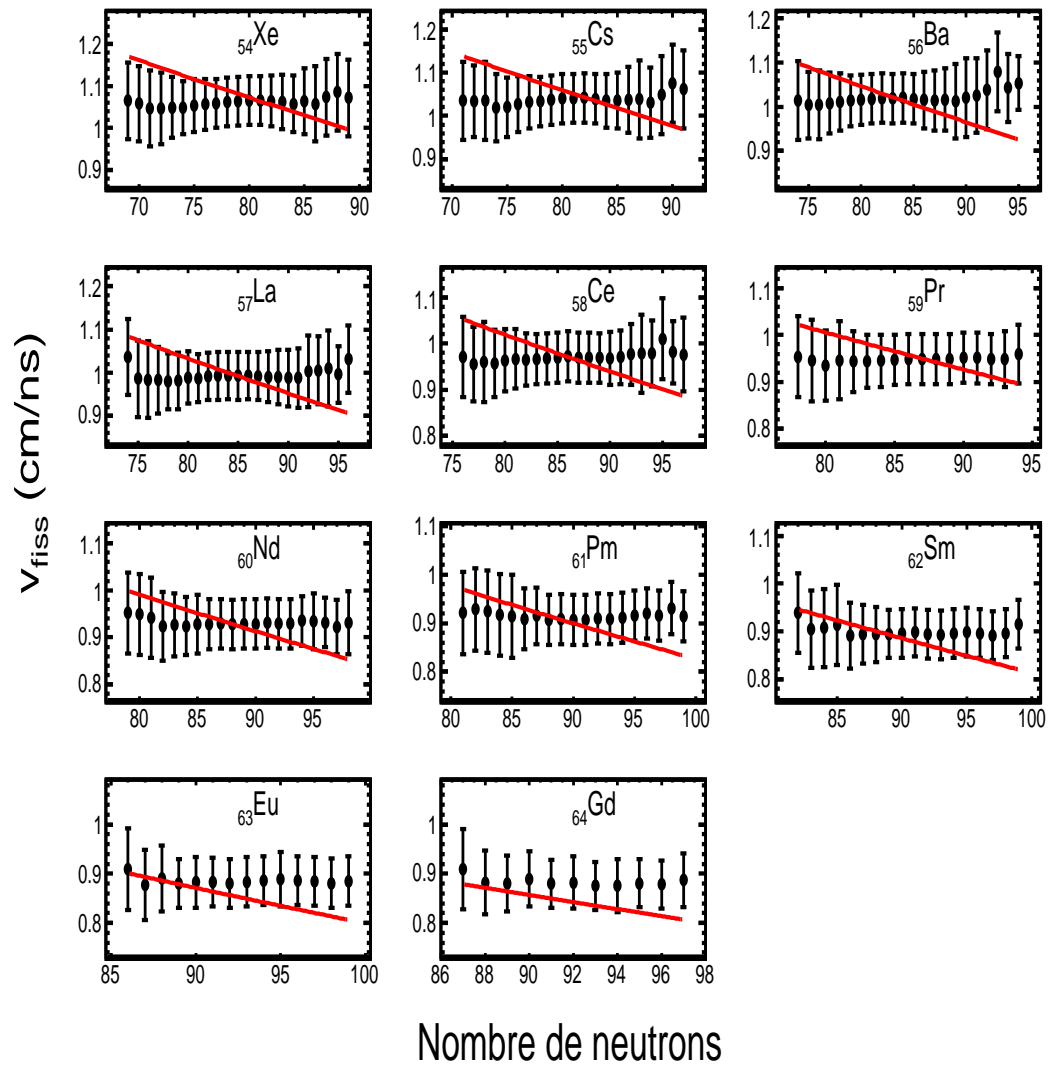 54Xe
1.2
1.1
1
0.9
70 75 80 85 90
55Cs
1.2
1.1
1
0.9
70 75 80 85 90
56Ba
1.2
1.1
1
0.9
75 80 85 90 95
57La
1.2
1.1
1
0.9
75 80 85 90 95
58Ce
1.1
1
0.9
0.8
75 80 85 90 95
59Pr
1.1
1
0.9
0.8
80 85 90 95
60Nd
1.1
1
0.9
0.8
80 85 90 95
61Pm
1.1
1
0.9
0.8
80 85 90 95 100
62Sm
1.1
1
0.9
0.8
85 90 95 100
63Eu
1
0.9
0.8
85 90 95 100
64Gd
1
0.9
0.8
86 88 90 92 94 96 98
vfiss (cm/ns)
Nombre de neutrons